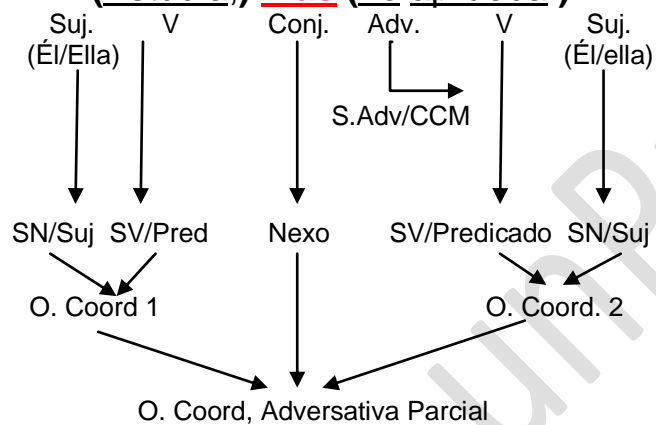 Suj. V Conj. Adv. V Suj.
(Él/Ella) (Él/ella)
S.Adv/CCM
SN/Suj SV/Pred Nexo SV/Predicado SN/Suj
O. Coord 1 O. Coord. 2
O. Coord, Adversativa Parcial